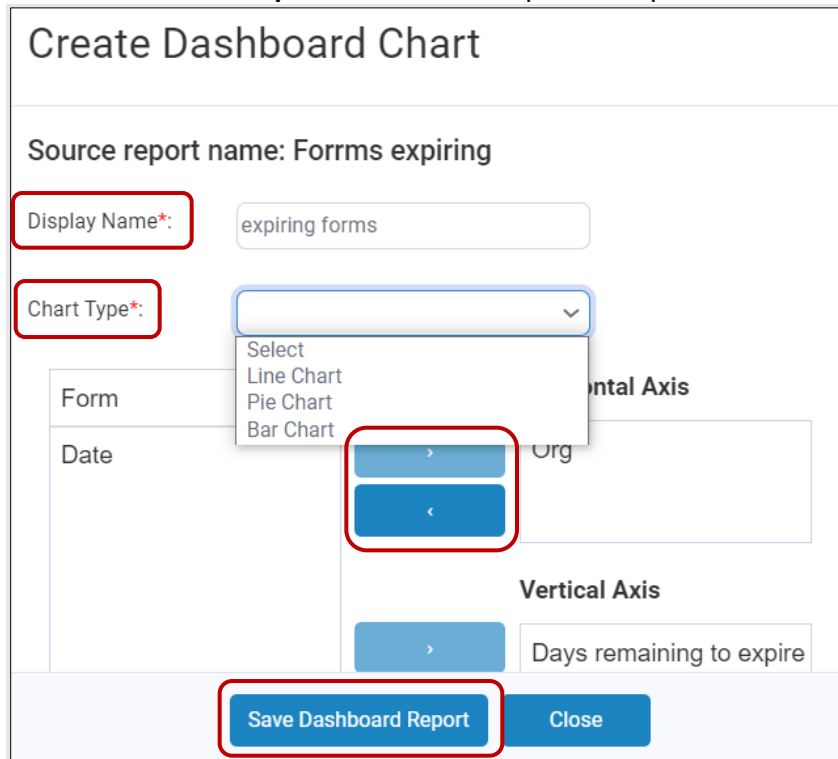 Create Dashboard Chart
Source report name: Forrms expiring
Display Name*:
expiring forms
Chart Type*:
Select
Line Chart
Pie Chart
Bar Chart
Form
Date
Axis
Org
Vertical Axis
Days remaining to expire
Save Dashboard Report
Close